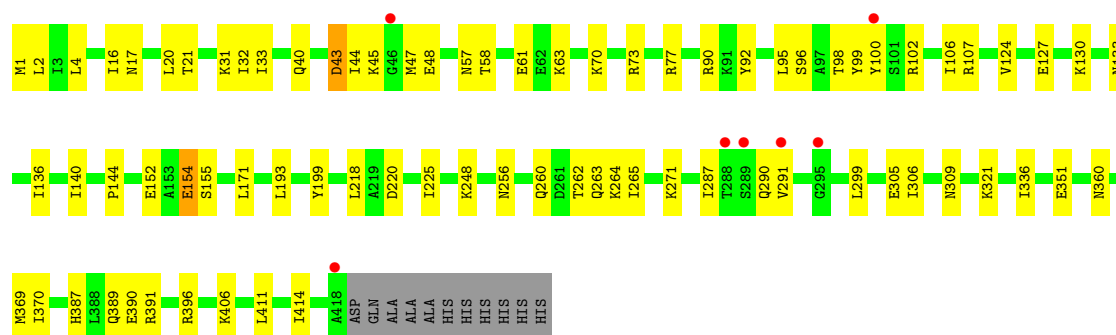 M1 L2 I3 L4 I16 N17 L20 T21 K31 I32 I33 Q40 D43 I44 K45 G46 M47 E48 N57 T58 E61 E62 K63 K70 R73 R77 R90 K91 Y92 L95 S96 A97 T98 Y99 Y100 S101 R102 I106 R107 V124 E127 K130
I136 I140 P144 E152 A153 E154 S155 L171 L193 Y199 L218 A219 D220 I225 K248 N256 Q260 D261 T262 Q263 K264 I265 K271 I287 T288 S289 Q290 V291 G295 L299 E305 I306 N309 K321 I336 E351 N360
M369 I370 H387 L388 Q389 E390 R391 R396 K406 L411 I414 A418 ASP GLN ALA ALA ALA HIS HIS HIS HIS HIS HIS